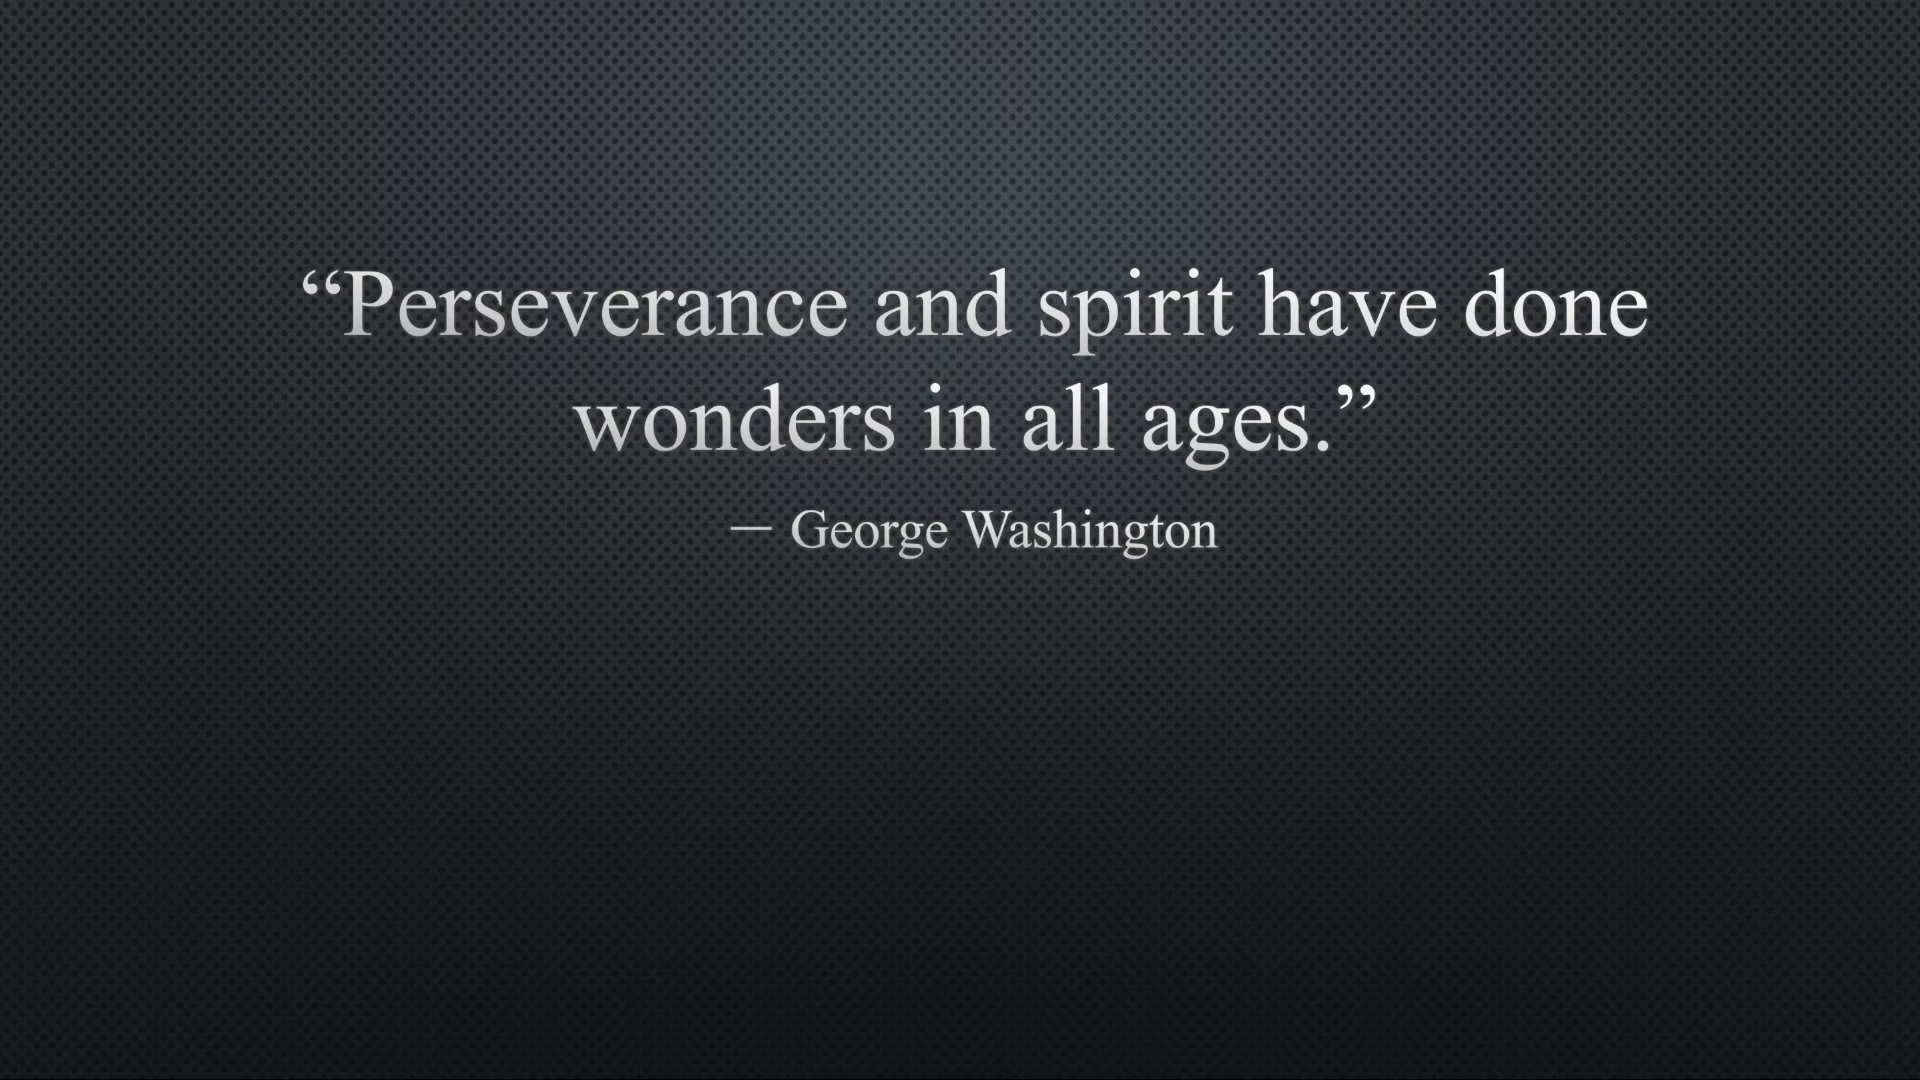 “Perseverance and spirit have done
wonders in all ages.”
— George Washington